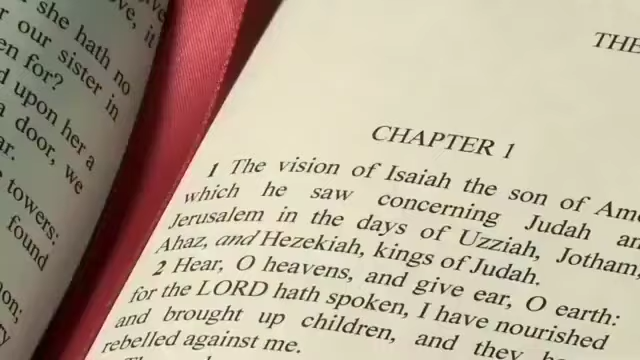 she hath no
our sister in
for?
upon her a
door, we
towers:
found
THE
CHAPTER 1
1 The vision of Isaiah the son of
which he saw concerning Judah
Jerusalem in the days of Uzziah, Jotham,
Ahaz, and Hezekiah, kings of Judah.
2 Hear, O heavens, and give ear, O earth:
for the LORD hath spoken, I have nourished
and brought up children, and they
rebelled against me.